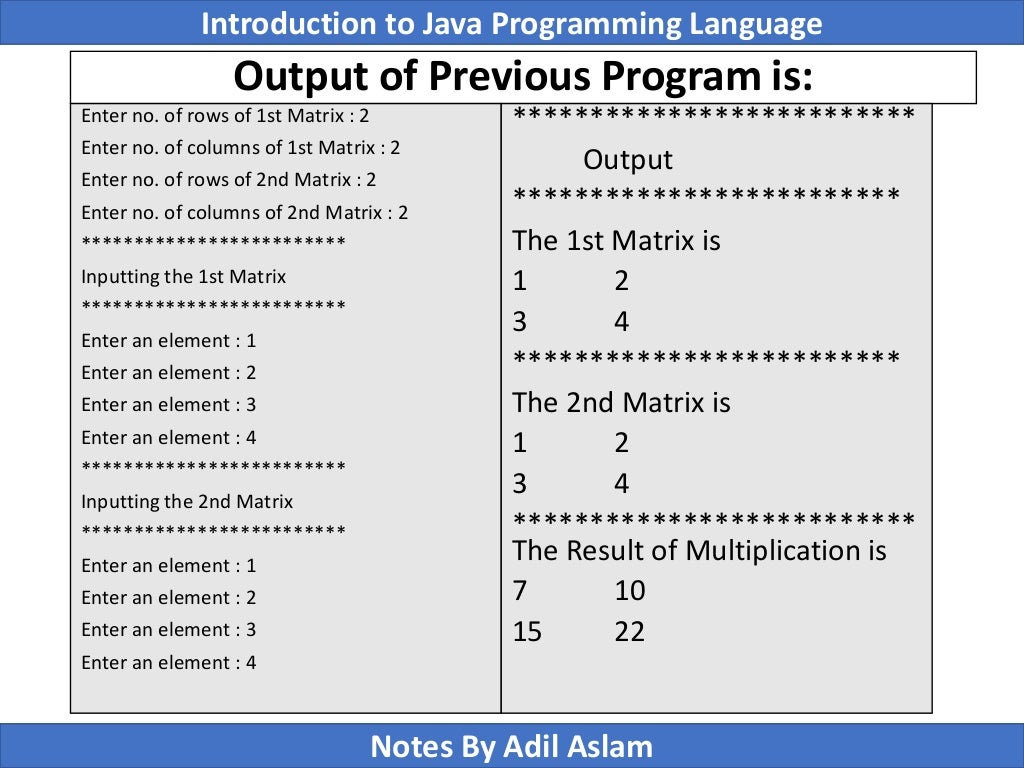 Introduction to Java Programming Language
Output of Previous Program is:
Enter no. of rows of 1st Matrix : 2
Enter no. of columns of 1st Matrix : 2
Enter no. of rows of 2nd Matrix : 2
Enter no. of columns of 2nd Matrix : 2
*************************
Inputting the 1st Matrix
*************************
Enter an element : 1
Enter an element : 2
Enter an element : 3
Enter an element : 4
*************************
Inputting the 2nd Matrix
*************************
Enter an element : 1
Enter an element : 2
Enter an element : 3
Enter an element : 4
**************************
Output
*************************
The 1st Matrix is
1 2
3 4
*************************
The 2nd Matrix is
1 2
3 4
**************************
The Result of Multiplication is
7 10
15 22
Notes By Adil Aslam